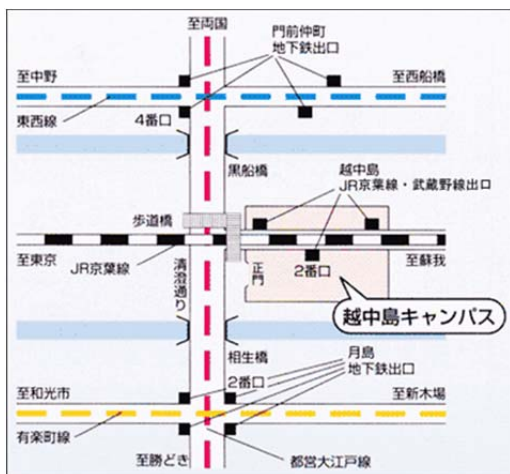 至両国
門前仲町
地下鉄出口
至中野
至西船橋
東西線
4番口
黒船橋
越中島
JR京葉線・武蔵野線出口
歩道橋
至東京
JR京葉線
清澄通り
正門
2番口
至蘇我
越中島キャンパス
相生橋
月島
地下鉄出口
2番口
至和光市
至新木場
有楽町線
至勝どき
都営大江戸線